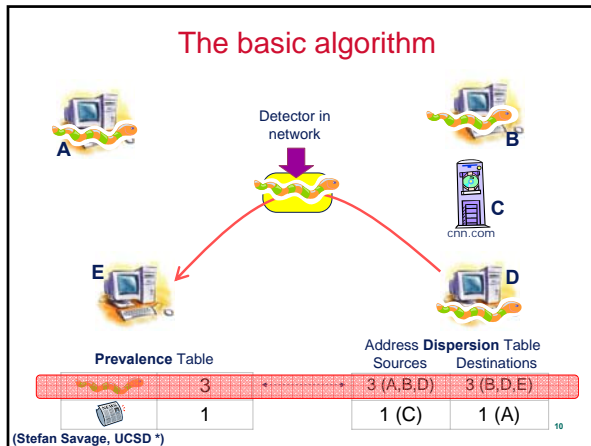 The basic algorithm
Detector in
network
A
B
C
cnn.com
E
D
Prevalence Table
Address Dispersion Table
Sources Destinations
3 3 (A,B,D) 3 (B,D,E)
1 1 (C) 1 (A)
(Stefan Savage, UCSD *)
10